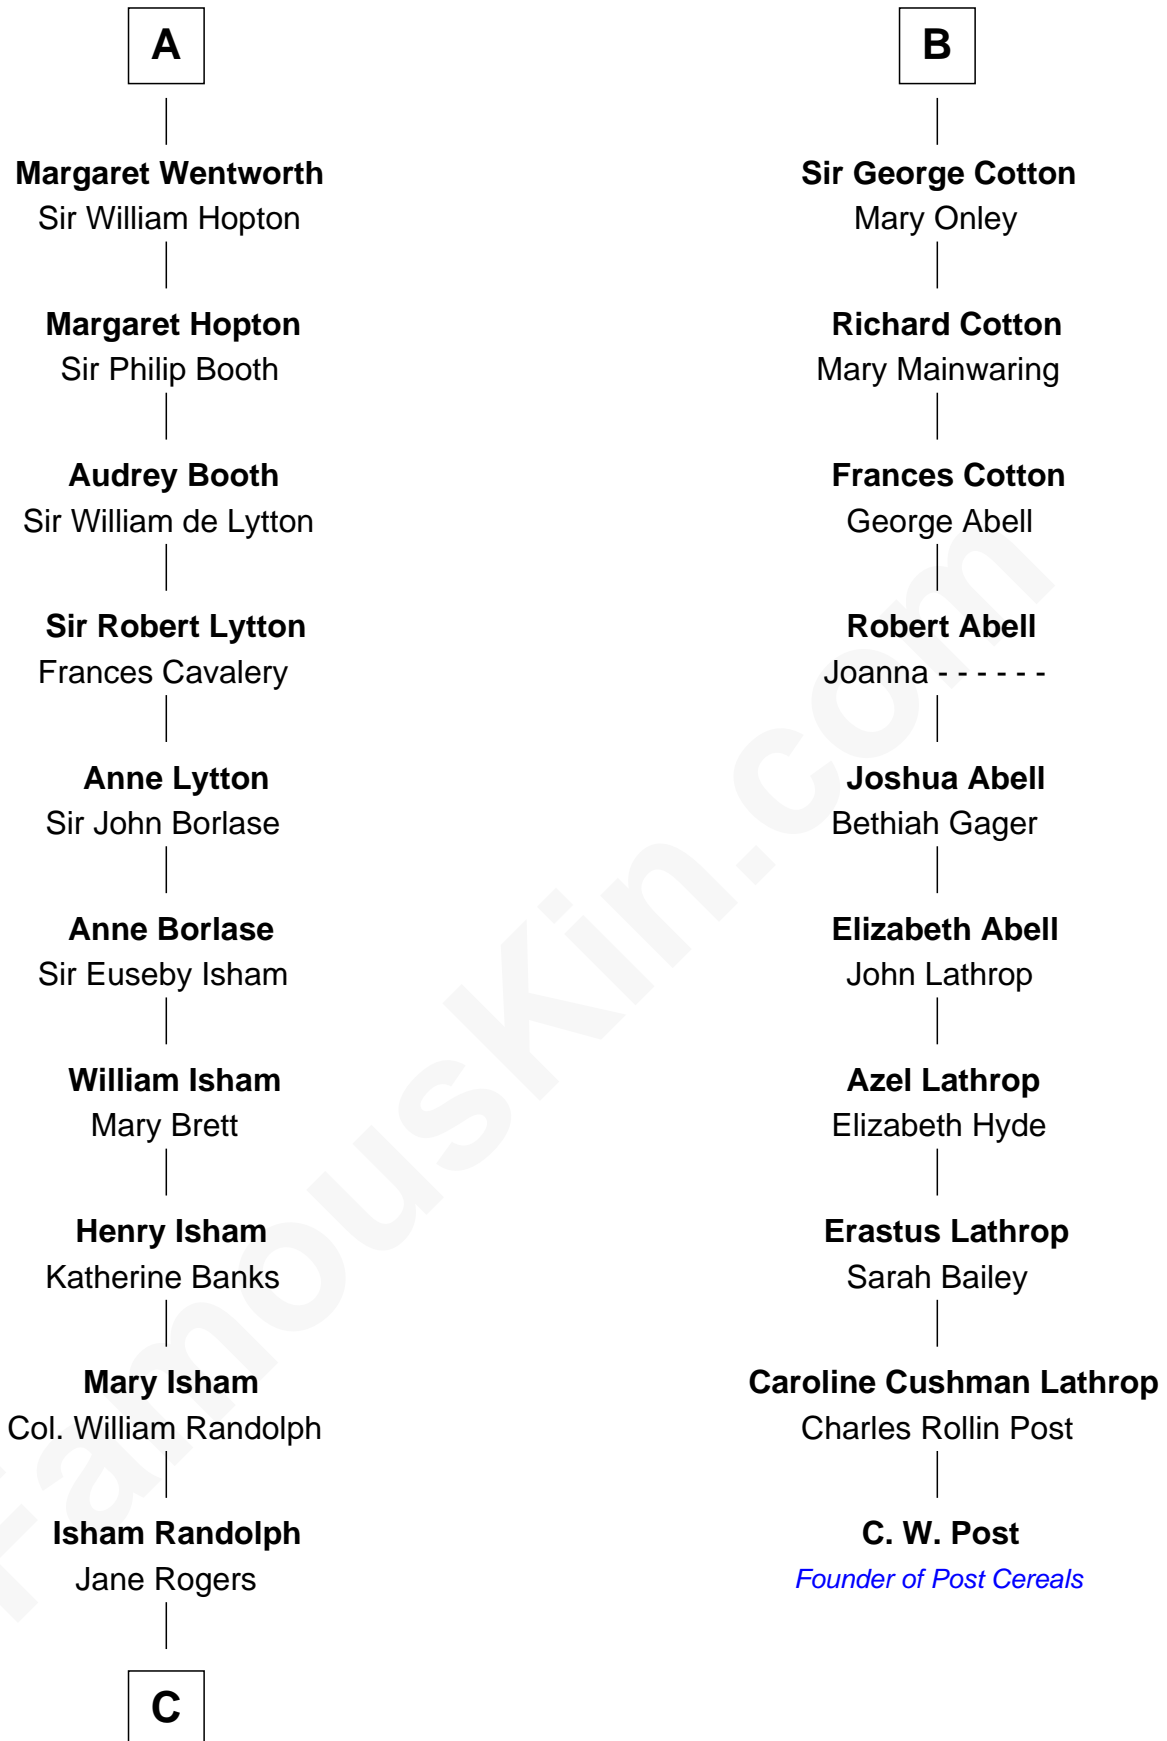 A
Margaret Wentworth
Sir William Hopton
Margaret Hopton
Sir Philip Booth
Audrey Booth
Sir William de Lytton
Sir Robert Lytton
Frances Cavalery
Anne Lytton
Sir John Borlase
Anne Borlase
Sir Euseby Isham
William Isham
Mary Brett
Henry Isham
Katherine Banks
Mary Isham
Col. William Randolph
Isham Randolph
Jane Rogers
C
B
Sir George Cotton
Mary Onley
Richard Cotton
Mary Mainwaring
Frances Cotton
George Abell
Robert Abell
Joanna - - - - - -
Joshua Abell
Bethiah Gager
Elizabeth Abell
John Lathrop
Azel Lathrop
Elizabeth Hyde
Erastus Lathrop
Sarah Bailey
Caroline Cushman Lathrop
Charles Rollin Post
C. W. Post
Founder of Post Cereals
FamousKin.com